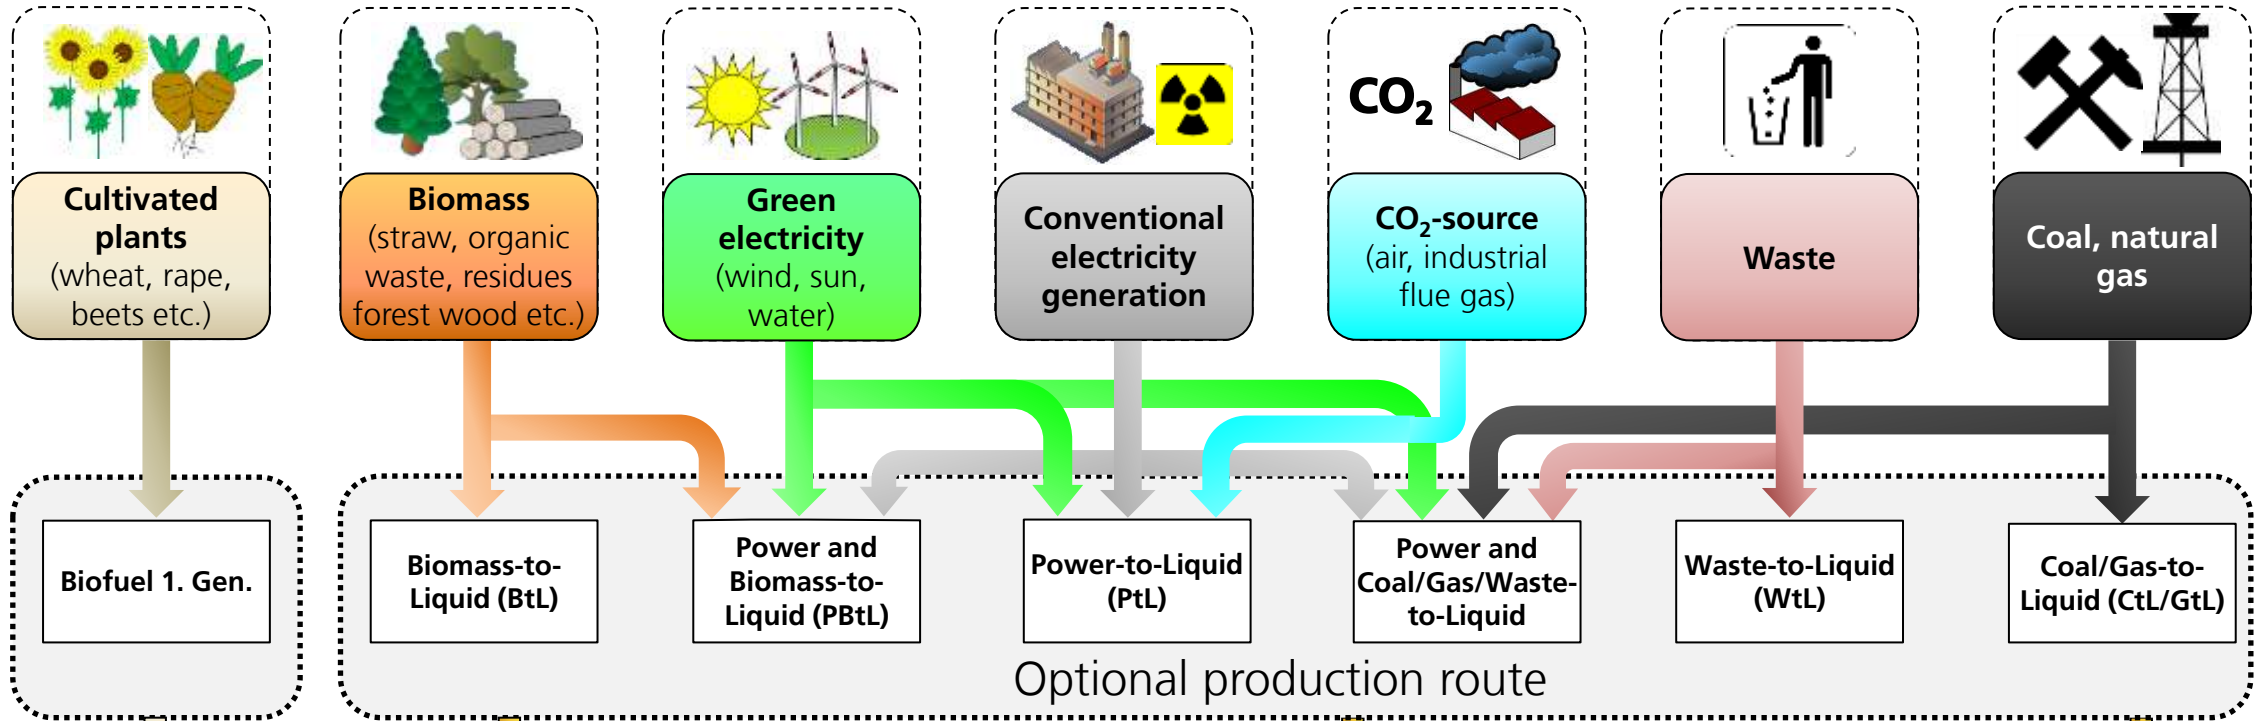 CO2
Cultivated
plants
(wheat, rape,
beets etc.)
Biomass
(straw, organic
waste, residues
forest wood etc.)
Green
electricity
(wind, sun,
water)
Conventional
electricity
generation
CO2-source
(air, industrial
flue gas)
Waste
Coal, natural
gas
Biofuel 1. Gen.
Biomass-to-
Liquid (BtL)
Power and
Biomass-to-
Liquid (PBtL)
Power-to-Liquid
(PtL)
Power and
Coal/Gas/Waste-
to-Liquid
Waste-to-Liquid
(WtL)
Coal/Gas-to-
Liquid (CtL/GtL)
Optional production route